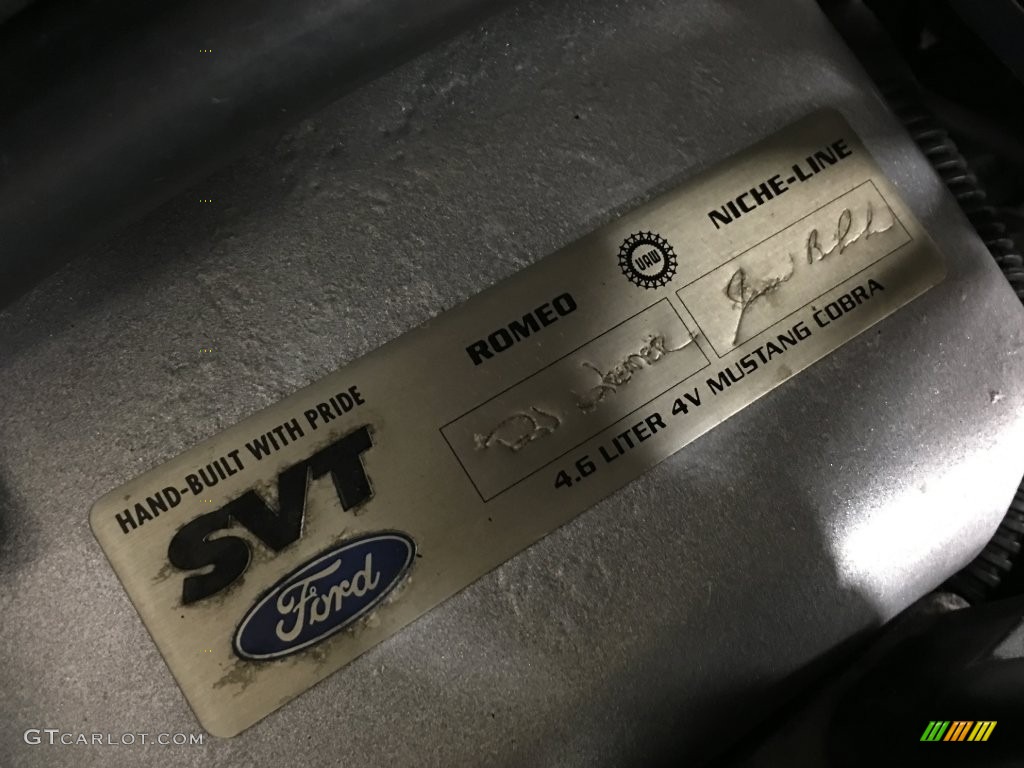 HAND-BUILT WITH PRIDE
SVT
Ford
ROMEO
UAW
NICHE-LINE
4.6 LITER 4V MUSTANG COBRA
GTCARLOT.COM